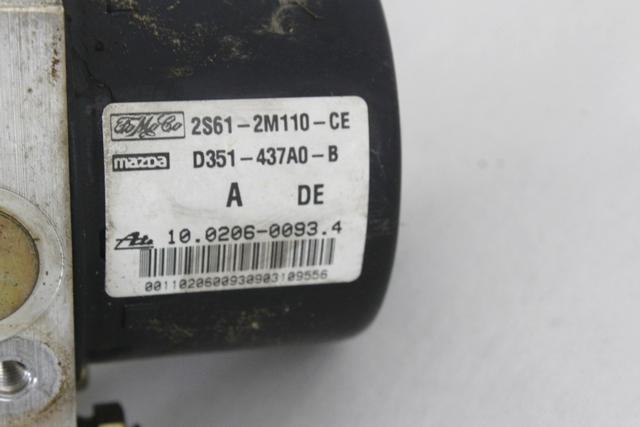 FoMoCo 2S61-2M110-CE
mazda D351-437A0-B
A DE
Ate 10.0206-0093.4
0011020600930903109556